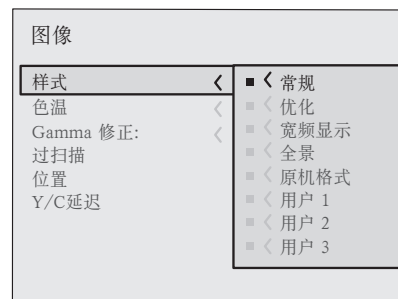 图像
样式
色温
Gamma 修正:
过扫描
位置
Y/C延迟
常规
优化
宽频显示
全景
原机格式
用户 1
用户 2
用户 3